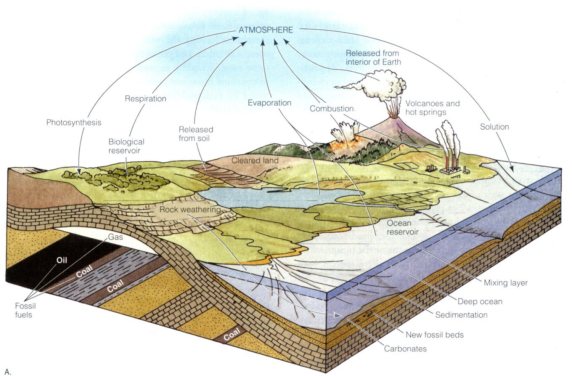 ATMOSPHERE
Released from
interior of Earth
Respiration
Evaporation
Combustion
Volcanoes and
hot springs
Photosynthesis
Released
from soil
Solution
Biological
reservoir
Cleared land
Rock weathering
Ocean
reservoir
Gas
Oil
Coal
Coal
Coal
Fossil
fuels
Mixing layer
Deep ocean
Sedimentation
New fossil beds
Carbonates
A.